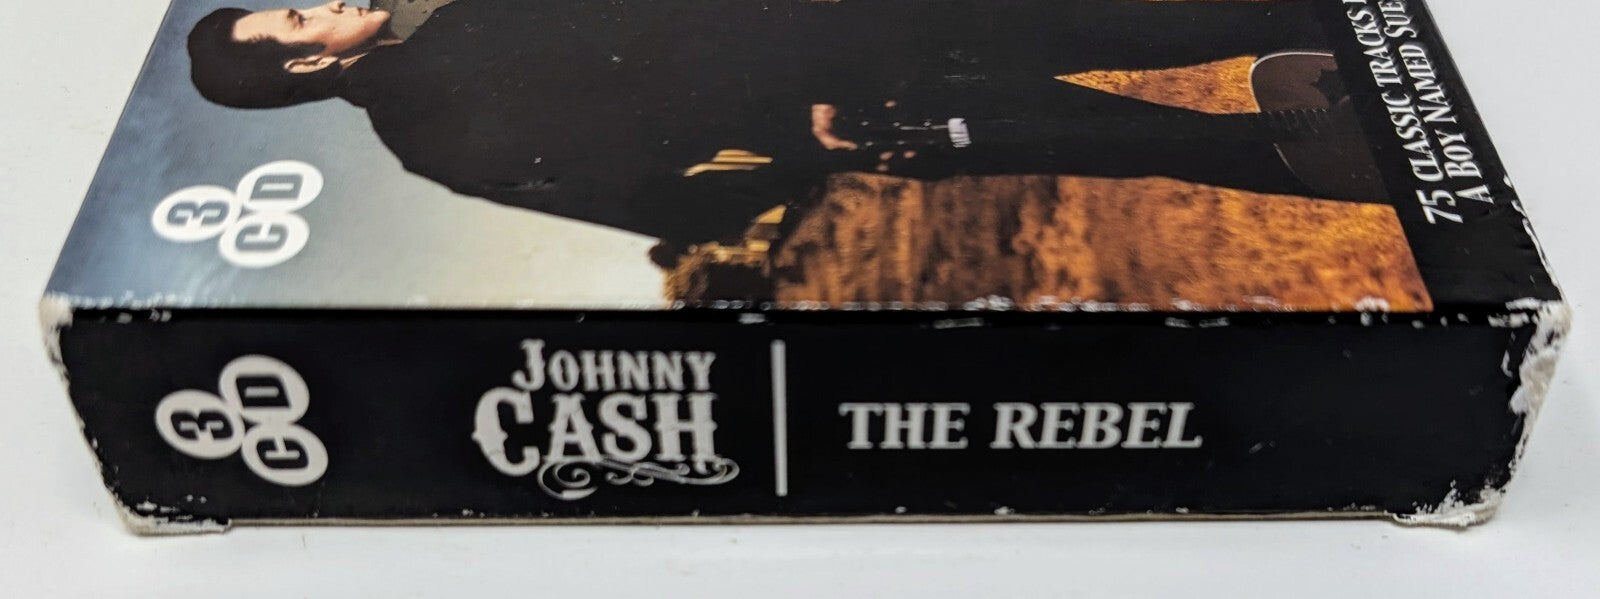 3
CD
75 CLASSIC TRACKS
A BOY NAMED SUE
3
CD
JOHNNY
CASH
THE REBEL